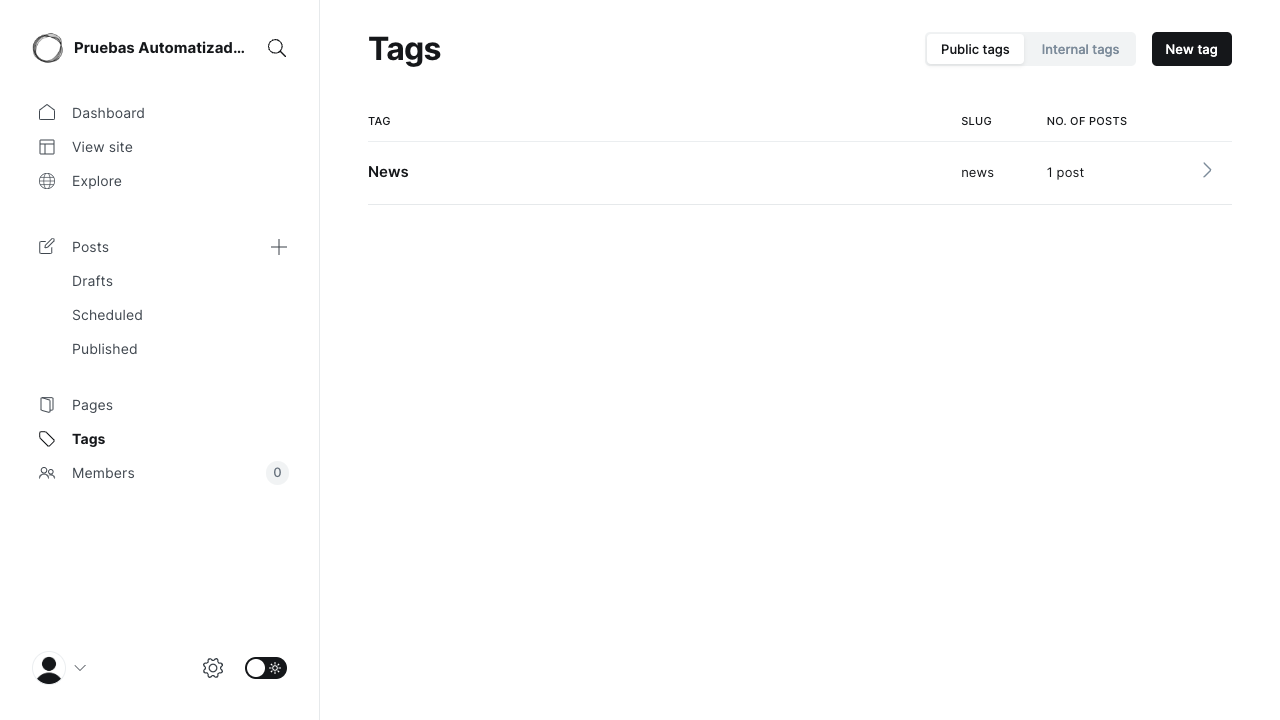 Pruebas Automatizad...
Dashboard
View site
Explore
Posts
Drafts
Scheduled
Published
Pages
Tags
Members 0
Tags
Public tags Internal tags New tag
TAG SLUG NO. OF POSTS
News news 1 post